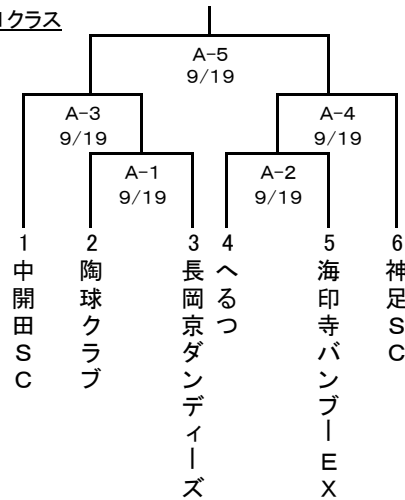 クラス
A-5
9/19
A-3
9/19
A-4
9/19
A-1
9/19
A-2
9/19
1
中開田SC
2
陶球クラブ
3
長岡京ダンディーズ
4
へるつ
5
海印寺バンブーEX
6
神足SC